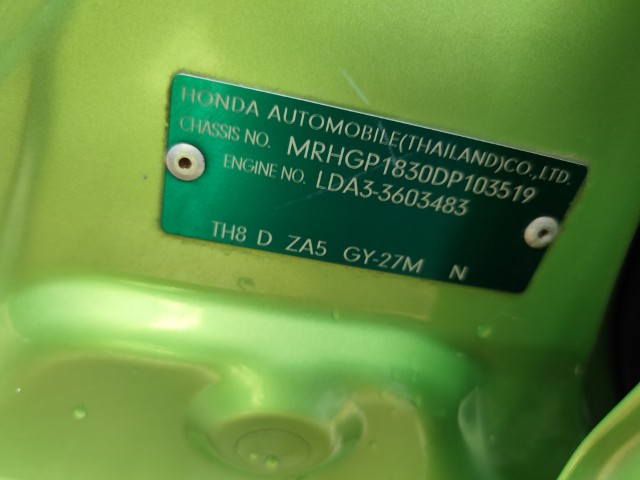 HONDA AUTOMOBILE(THAILAND)CO.,LTD.
CHASSIS NO. MRHGP1830DP103519
ENGINE NO. LDA3-3603483
TH8 D ZA5 GY-27M N